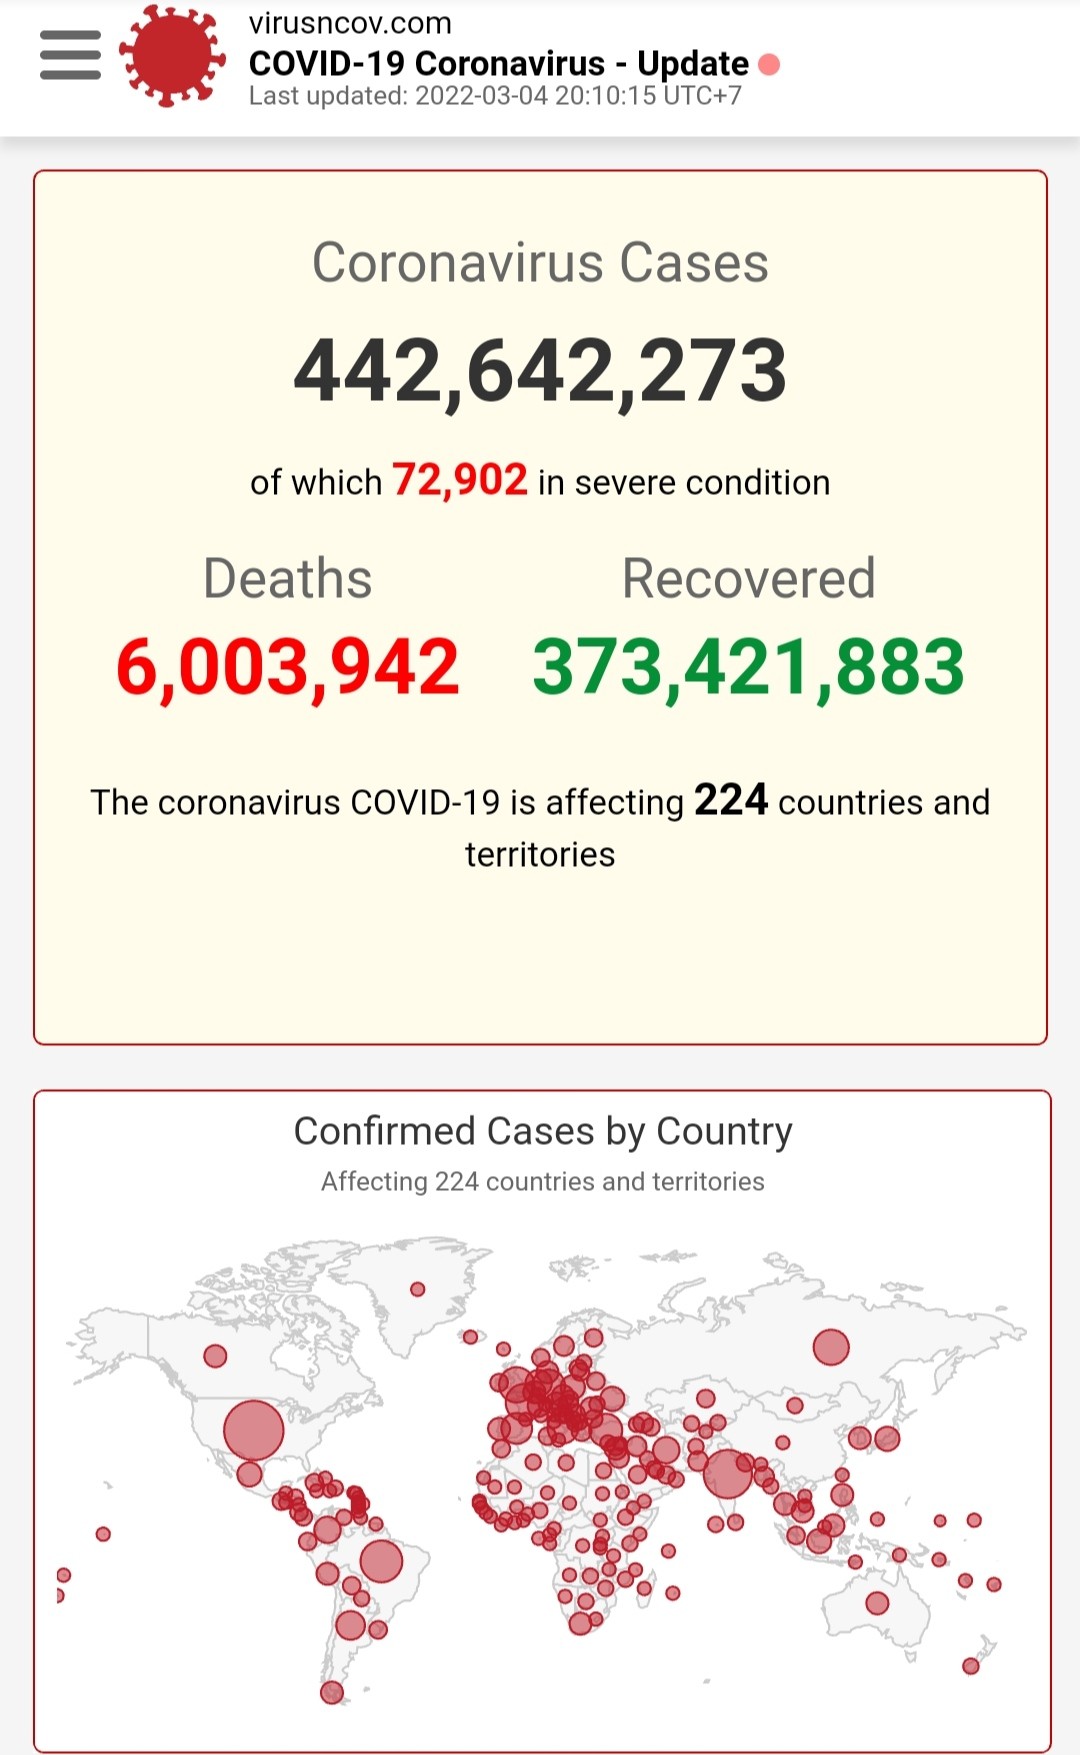 virusncov.com
COVID-19 Coronavirus - Update
Last updated: 2022-03-04 20:10:15 UTC+7
Coronavirus Cases
442,642,273
of which 72,902 in severe condition
Deaths
6,003,942
Recovered
373,421,883
The coronavirus COVID-19 is affecting 224 countries and
territories
Confirmed Cases by Country
Affecting 224 countries and territories